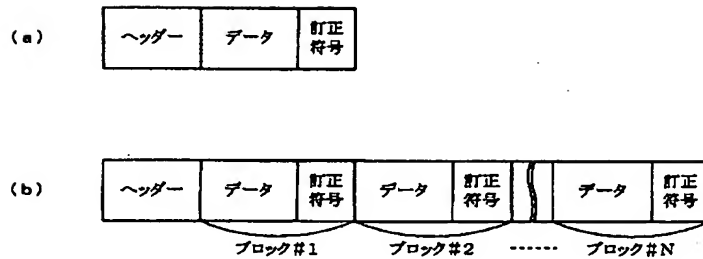 (a)
ヘッダー
データ
訂正
符号
(b)
ヘッダー
データ
訂正
符号
データ
訂正
符号
データ
訂正
符号
ブロック#1
ブロック#2
------
ブロック#N